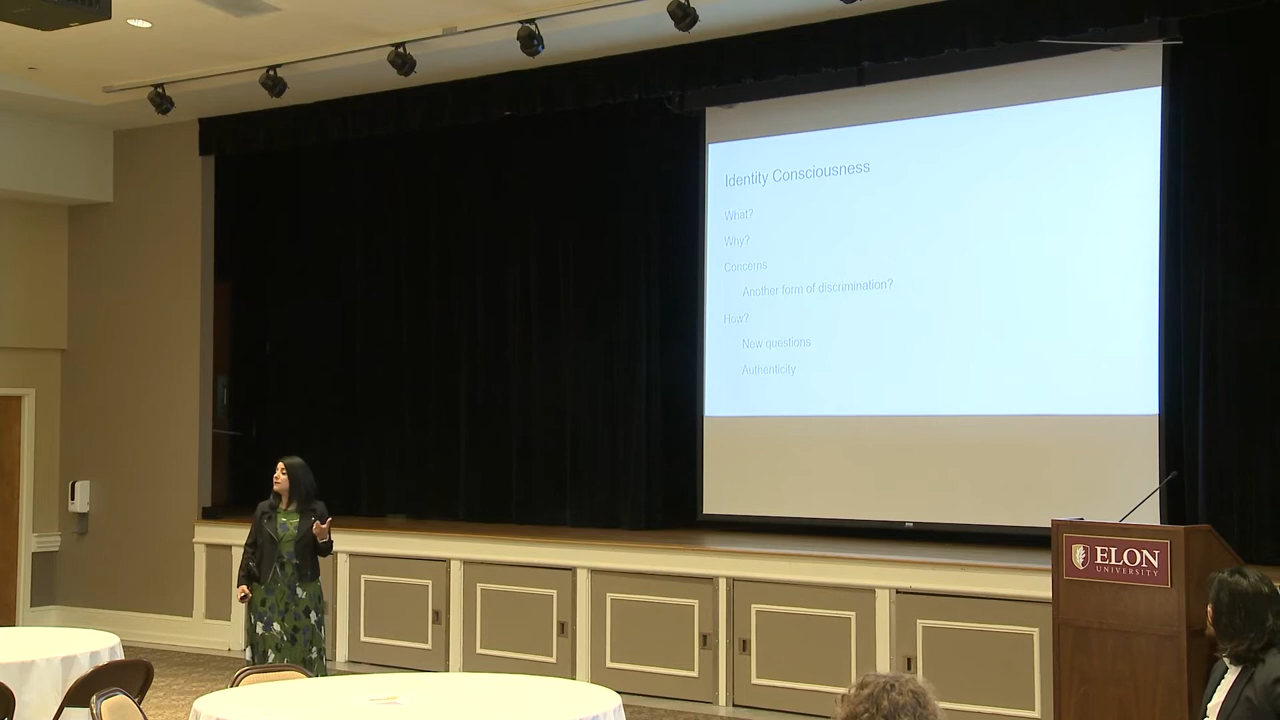 Identity Consciousness
What?
Why?
Concerns
Another form of discrimination?
How?
New questions
Authenticity
ELON
UNIVERSITY